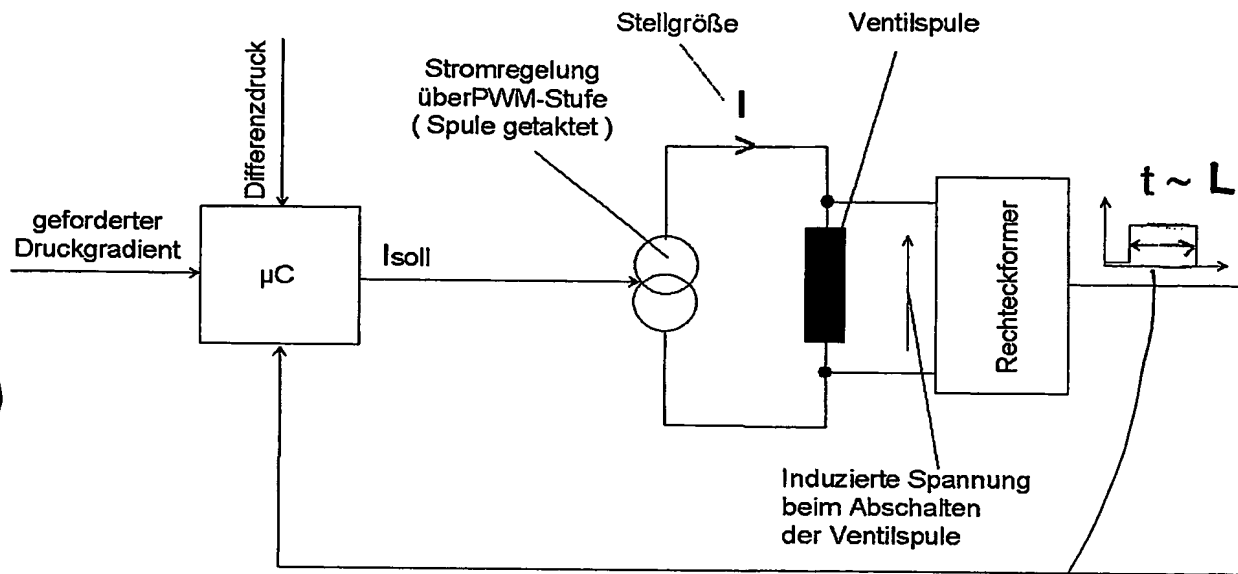 Stellgröße
Ventilspule
Differenzdruck
Stromregelung
überPWM-Stufe
( Spule getaktet )
I
t ~ L
geforderter
Druckgradient
µC
Isoll
Rechteckformer
Induzierte Spannung
beim Abschalten
der Ventilspule